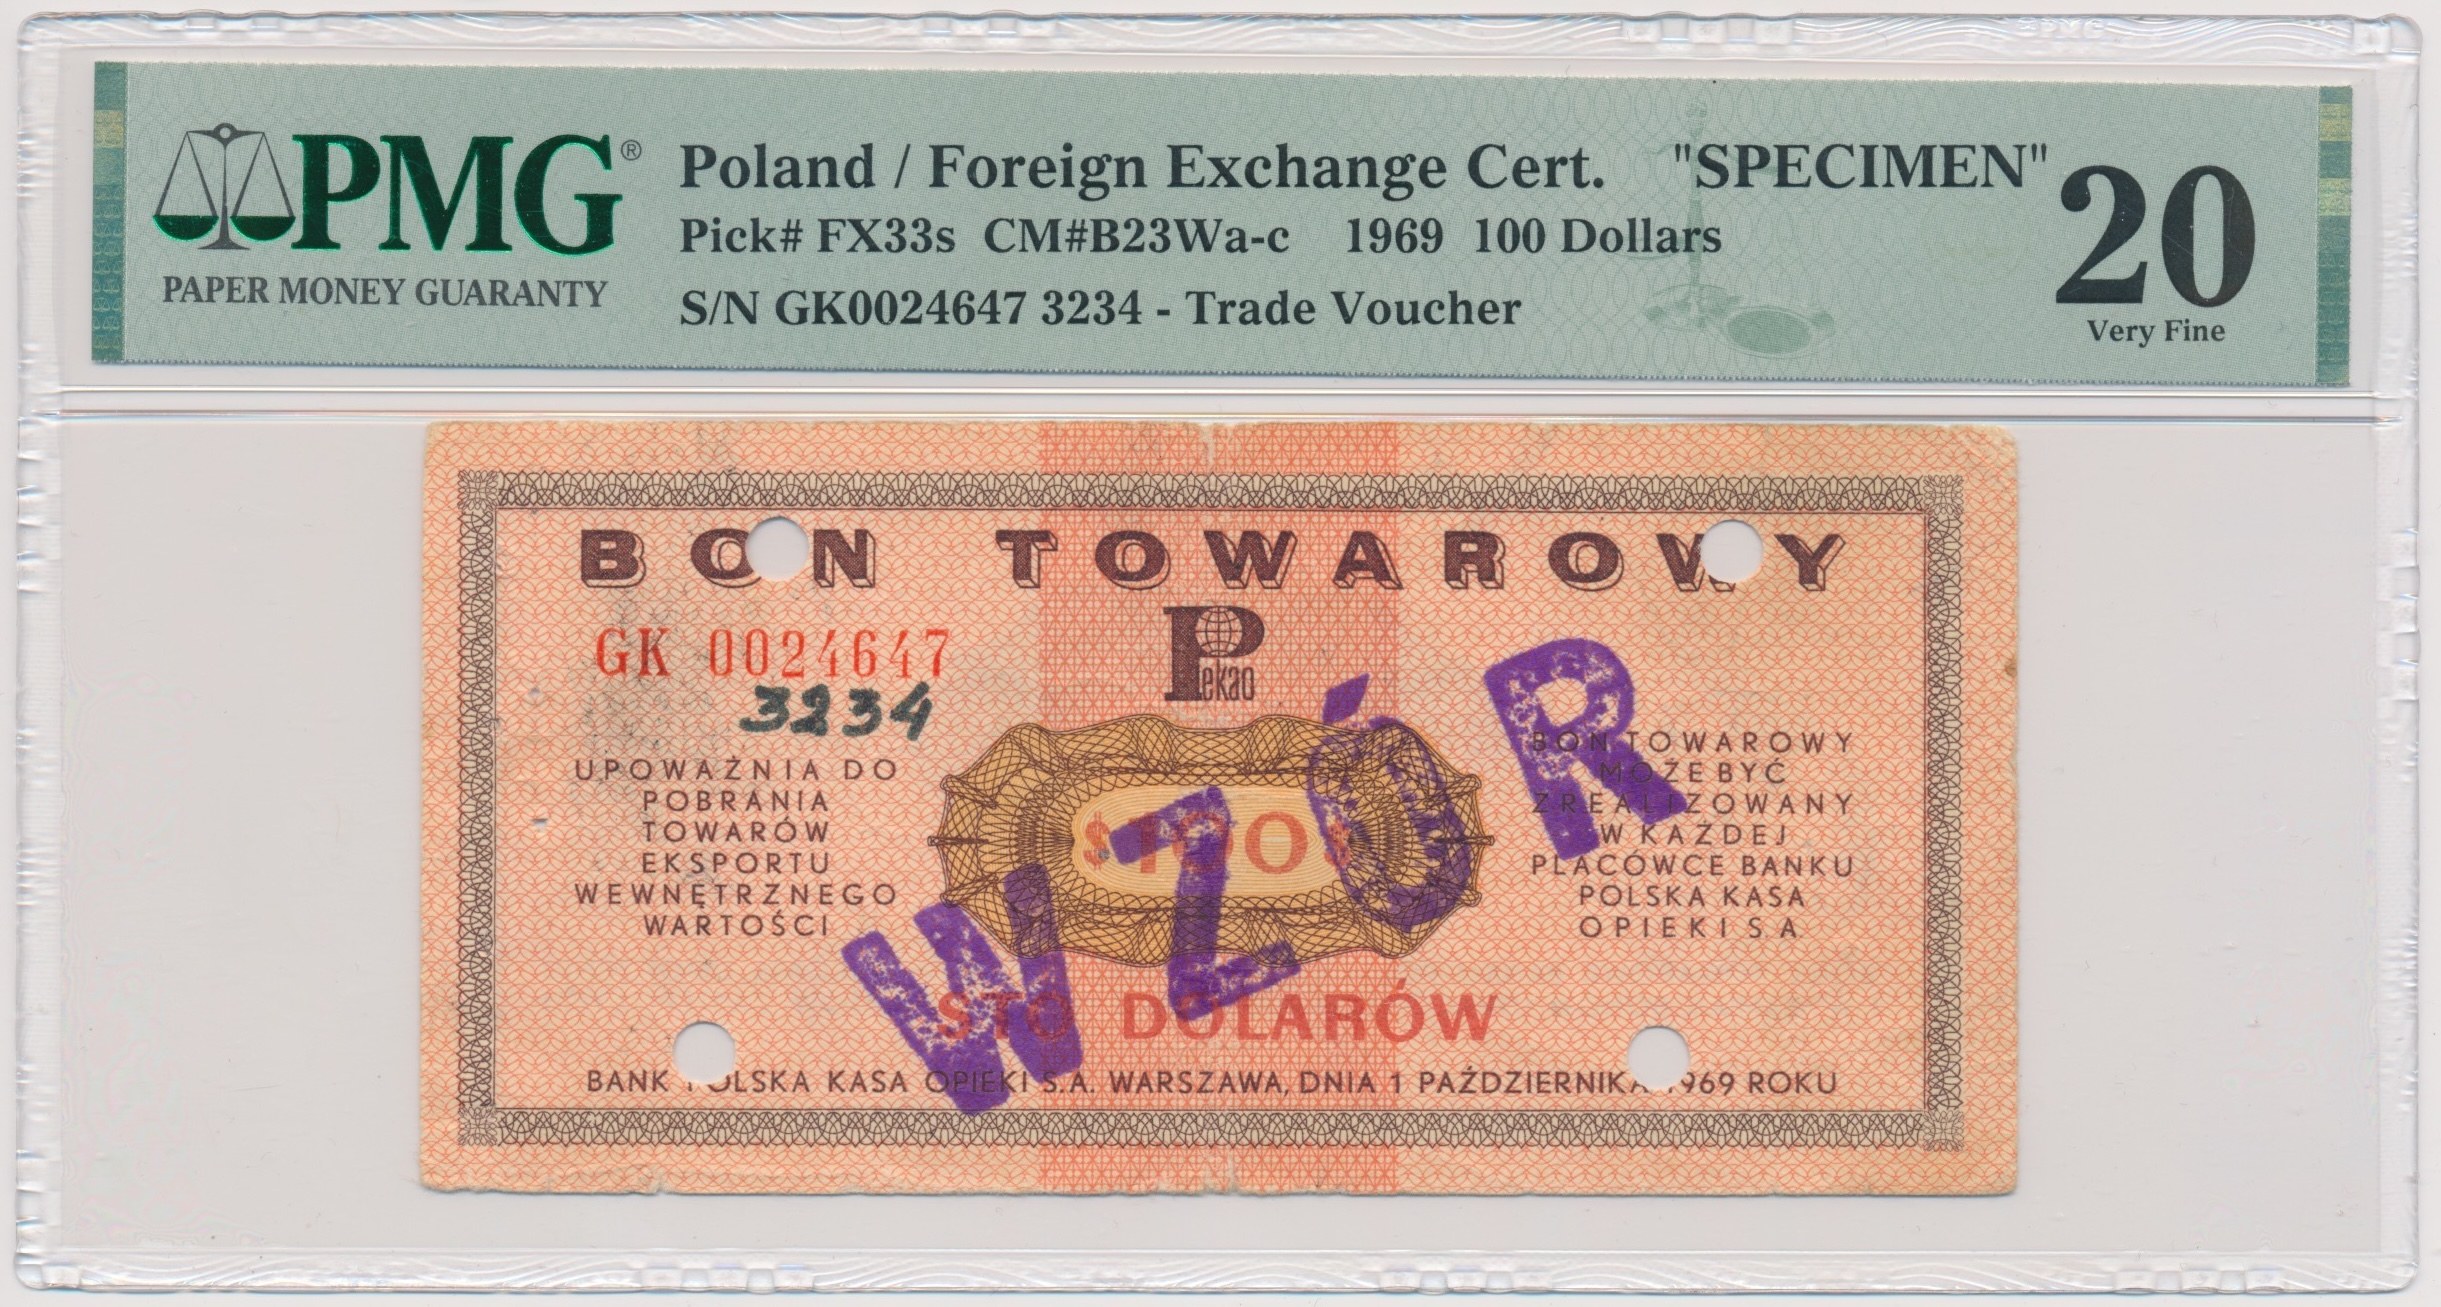 PMG®
PAPER MONEY GUARANTY
Poland / Foreign Exchange Cert. "SPECIMEN"
Pick# FX33s CM#B23Wa-c 1969 100 Dollars
S/N GK0024647 3234 - Trade Voucher
20
Very Fine
BON TOWAROWY
GK 0024647
3234
Pekao
UPOWAŻNIA DO
POBRANIA
TOWARÓW
EKSPORTU
WEWNĘTRZNEGO
WARTOŚCI
$100$
WZÓR
BON TOWAROWY
MOŻE BYĆ
ZREALIZOWANY
W KAŻDEJ
PLACÓWCE BANKU
POLSKA KASA
OPIEKI S.A.
STO DOLARÓW
BANK POLSKA KASA OPIEKI S.A. WARSZAWA, DNIA 1 PAŹDZIERNIKA 1969 ROKU